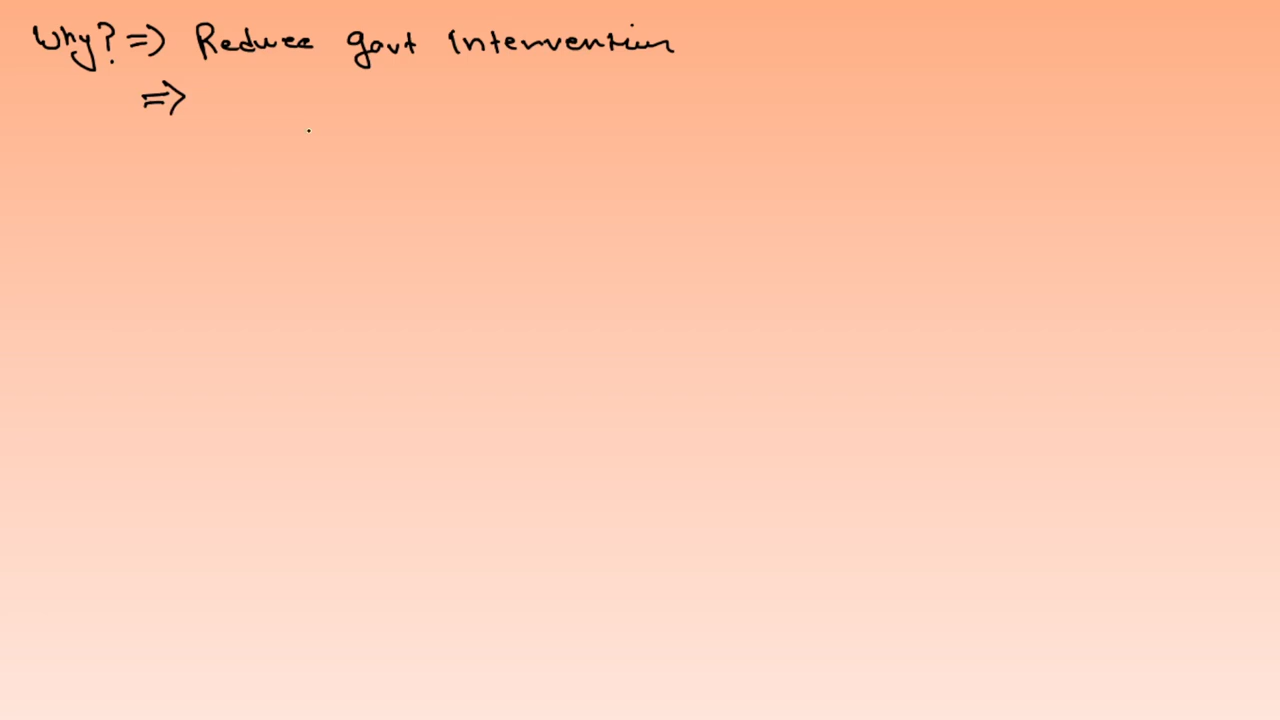 Why? => Reduce govt Intervention
=>